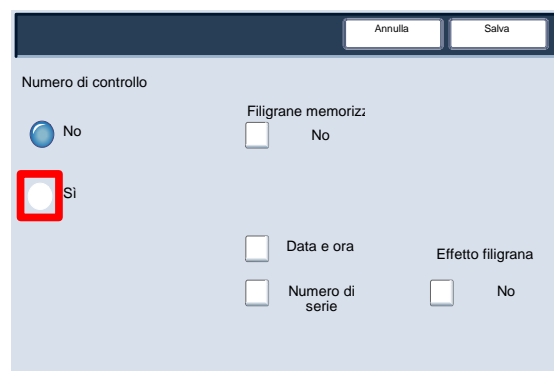 Annulla
Salva
Numero di controllo
Filigrane memoriz
No
No
Sì
Data e ora
Effetto filigrana
Numero di
serie
No